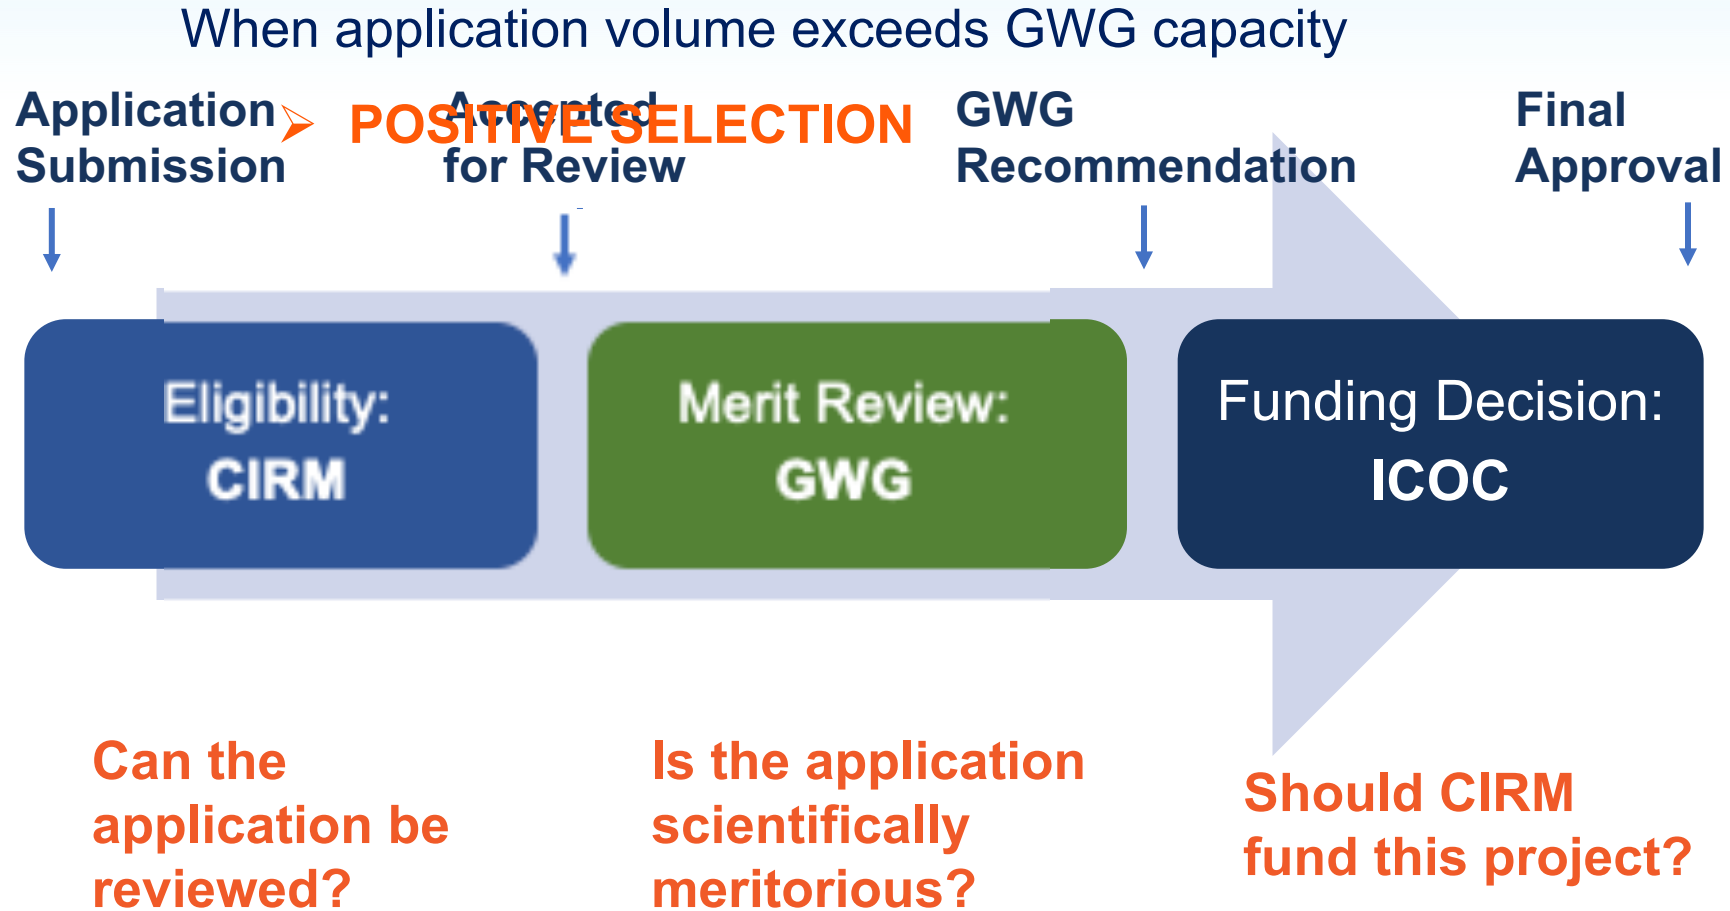 When application volume exceeds GWG capacity
Application
Submission
➢ POSITIVE SELECTION
Accepted
for Review
GWG
Recommendation
Final
Approval
Eligibility:
CIRM
Merit Review:
GWG
Funding Decision:
ICOC
Can the
application be
reviewed?
Is the application
scientifically
meritorious?
Should CIRM
fund this project?